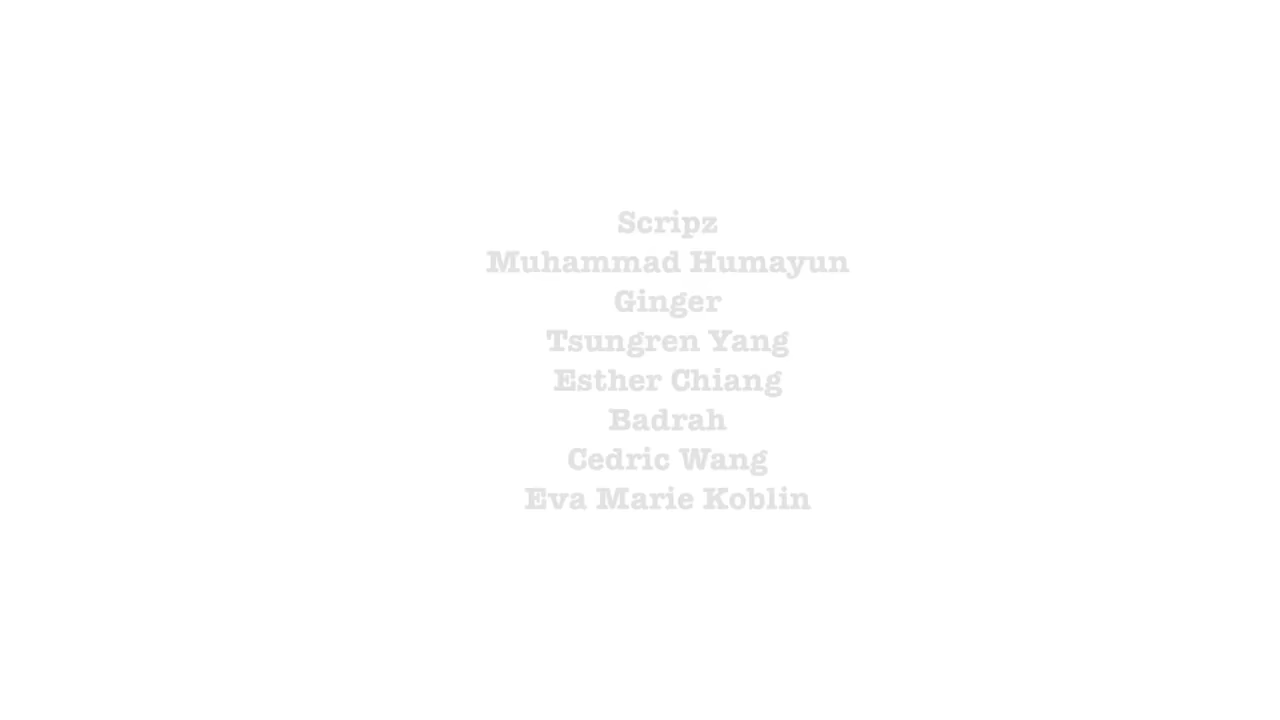 Scripz
Muhammad Humayun
Ginger
Tsungren Yang
Esther Chiang
Badrah
Cedric Wang
Eva Marie Koblin